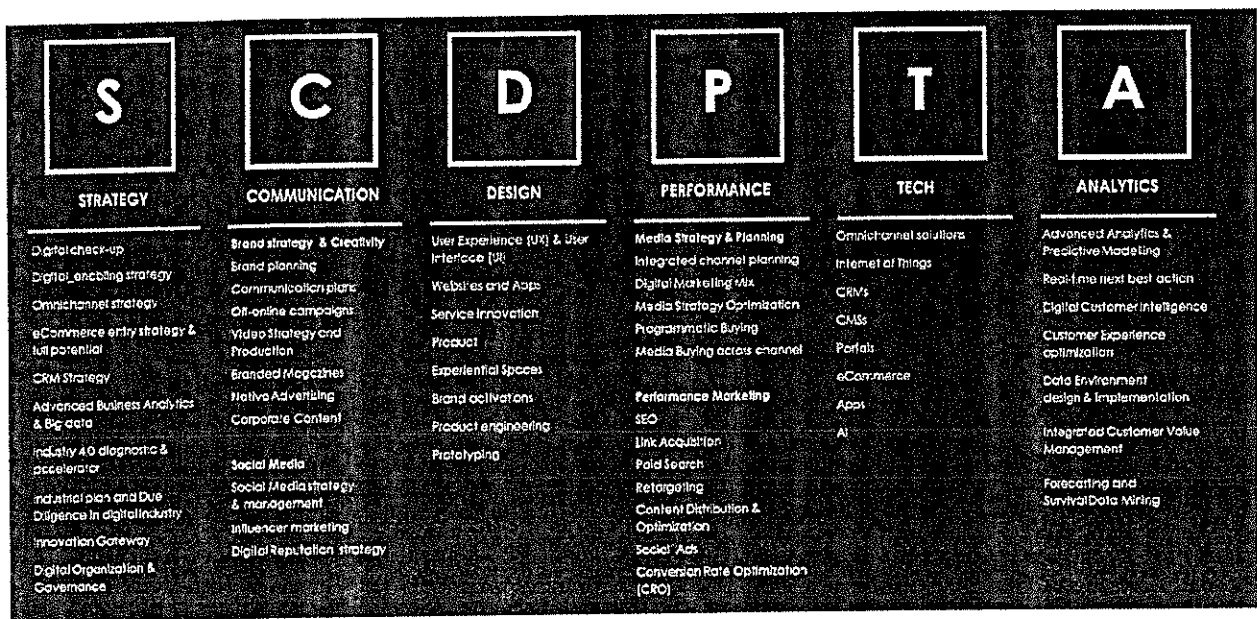 S
STRATEGY
Digital check-up
Digital_enabling strategy
Omnichannel strategy
eCommerce entry strategy &
full potential
CRM Strategy
Advanced Business Analytics
& Big data
Industry 4.0 diagnostic &
accelerator
Industrial plan and Due
Diligence in digital industry
Innovation Gateway
Digital Organization &
Governance
C
COMMUNICATION
Brand strategy & Creativity
Brand planning
Communication plans
Off-online campaigns
Video Strategy and
Production
Branded Magazines
Native Advertizing
Corporate Content
Social Media
Social Media strategy
& management
Influencer marketing
Digital Reputation strategy
D
DESIGN
User Experience (UX) & User
Interface (UI)
Websites and Apps
Service Innovation
Product
Experiential Spaces
Brand activations
Product engineering
Prototyping
P
PERFORMANCE
Media Strategy & Planning
Integrated channel planning
Digital Marketing Mix
Media Strategy Optimization
Programmatic Buying
Media Buying across channel
Performance Marketing
SEO
Link Acquisition
Paid Search
Retargeting
Content Distribution &
Optimization
Social Ads
Conversion Rate Optimization
(CRO)
T
TECH
Omnichannel solutions
Internet of Things
CRMs
CMSs
Portals
eCommerce
Apps
AI
A
ANALYTICS
Advanced Analytics &
Predictive Modeling
Real-time next best action
Digital Customer Intelligence
Customer Experience
optimization
Data Environment
design & Implementation
Integrated Customer Value
Management
Forecasting and
Survival Data Mining